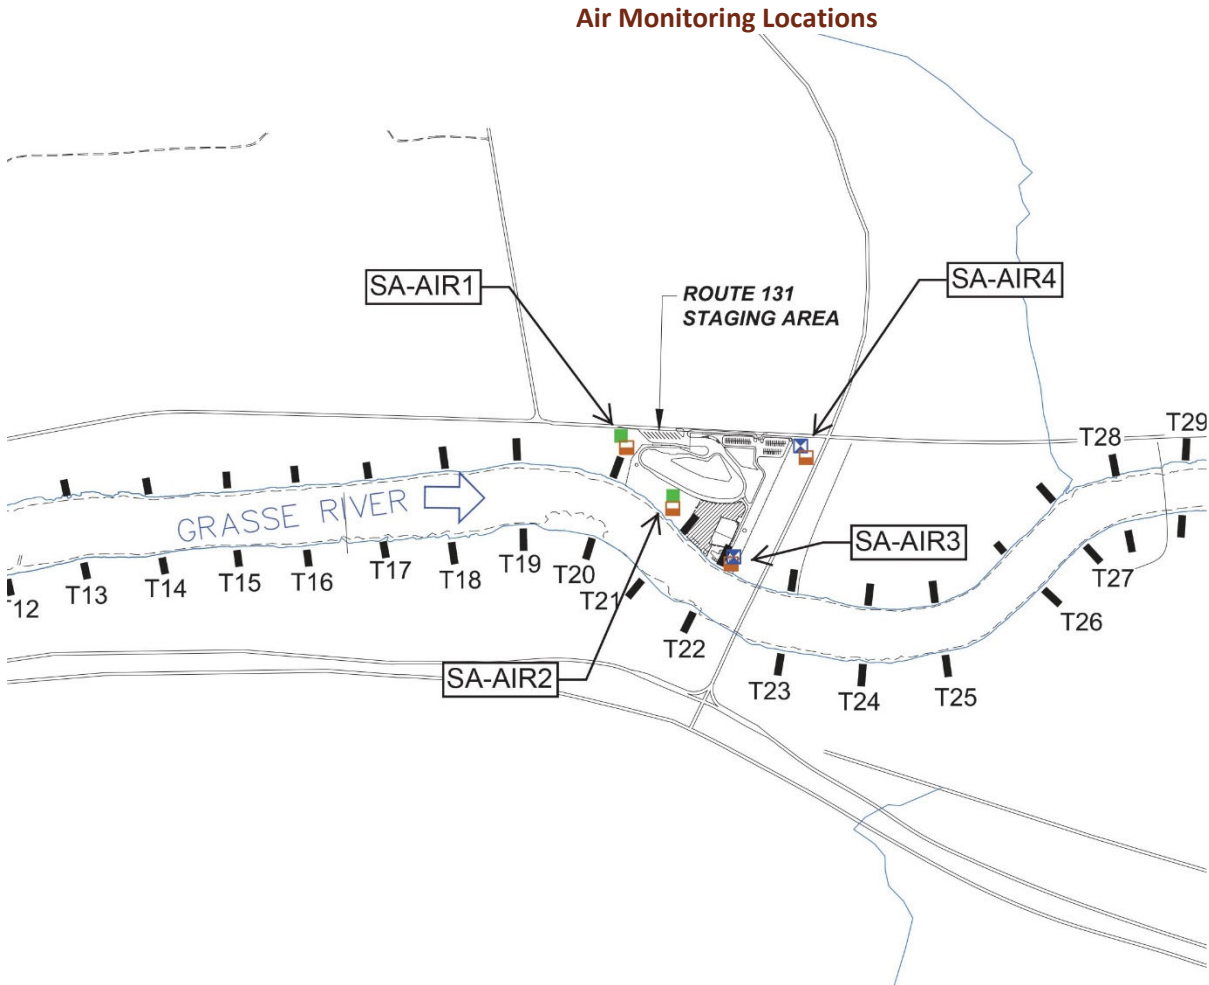 Air Monitoring Locations
SA-AIR1
ROUTE 131
STAGING AREA
SA-AIR4
T28
T29
GRASSE RIVER
SA-AIR3
T12
T13
T14
T15
T16
T17
T18
T19
T20
T21
T22
T23
T24
T25
T26
T27
SA-AIR2